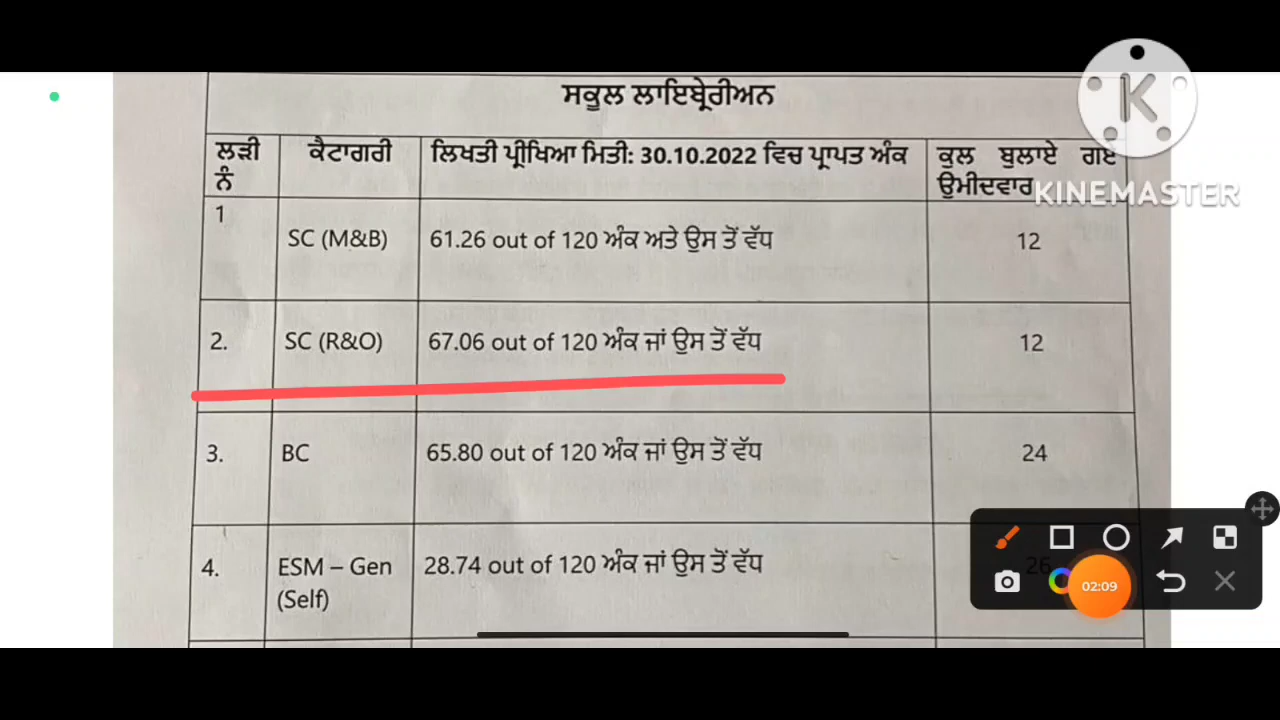 ਸਕੂਲ ਲਾਇਬ੍ਰੇਰੀਅਨ
K
KINEMASTER
ਲੜੀ ਨੰ
ਕੈਟਾਗਰੀ
ਲਿਖਤੀ ਪ੍ਰੀਖਿਆ ਮਿਤੀ: 30.10.2022 ਵਿਚ ਪ੍ਰਾਪਤ ਅੰਕ
ਕੁਲ ਬੁਲਾਏ ਗਏ
ਉਮੀਦਵਾਰ
1
SC (M&B) 61.26 out of 120 ਅੰਕ ਅਤੇ ਉਸ ਤੋਂ ਵੱਧ 12
2. SC (R&O) 67.06 out of 120 ਅੰਕ ਜਾਂ ਉਸ ਤੋਂ ਵੱਧ 12
3. BC 65.80 out of 120 ਅੰਕ ਜਾਂ ਉਸ ਤੋਂ ਵੱਧ 24
4. ESM – Gen 28.74 out of 120 ਅੰਕ ਜਾਂ ਉਸ ਤੋਂ ਵੱਧ 26
(Self)
02:09